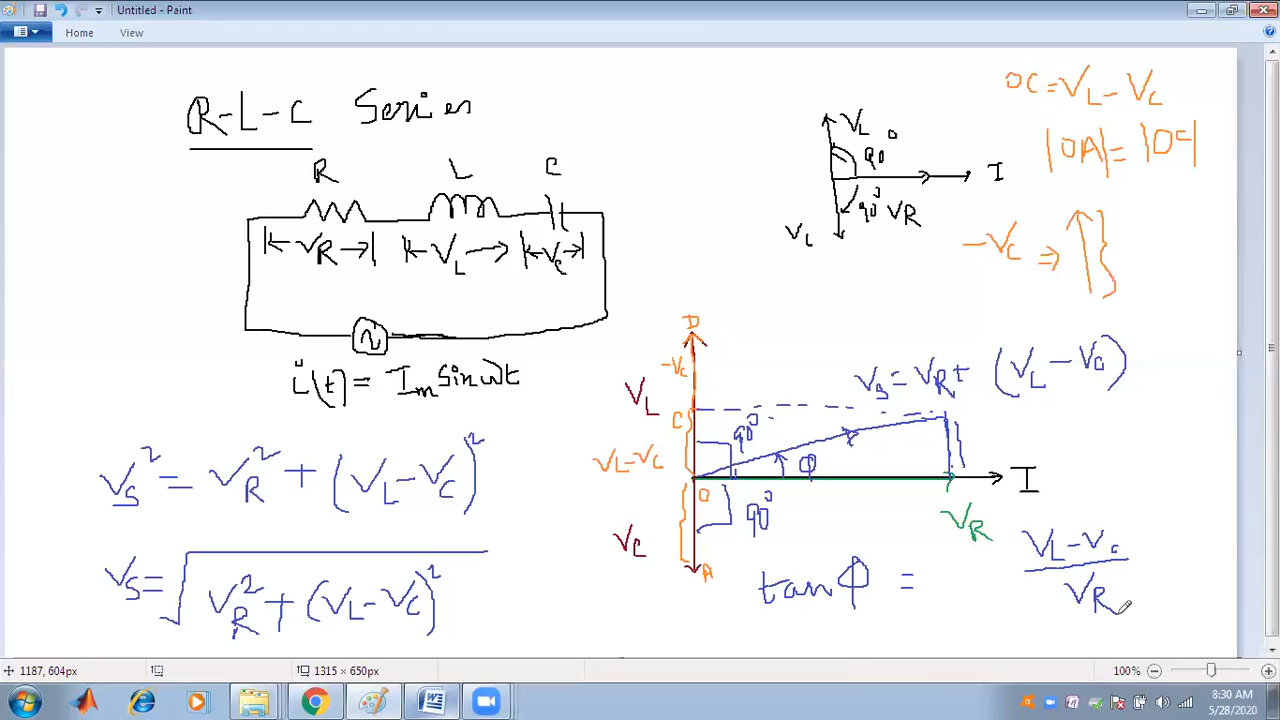 Untitled - Paint
Home View
R-L-C Series
R L C
VR VL VC
i(t) = Im Sin ωt
VL
90°
I
90° VR
VC
OC = VL - VC
|OA| = |OC|
-VC ⇒
D
-VC
VL
C
VL-VC
90°
Φ
O
I
VR
90°
VC
A
VS = VR + (VL - VC)
VS² = VR² + (VL-VC)²
VS = √VR² + (VL-VC)²
tanΦ = VL-VC / VR
1187, 604px
1315 × 650px
100%
8:30 AM
5/28/2020